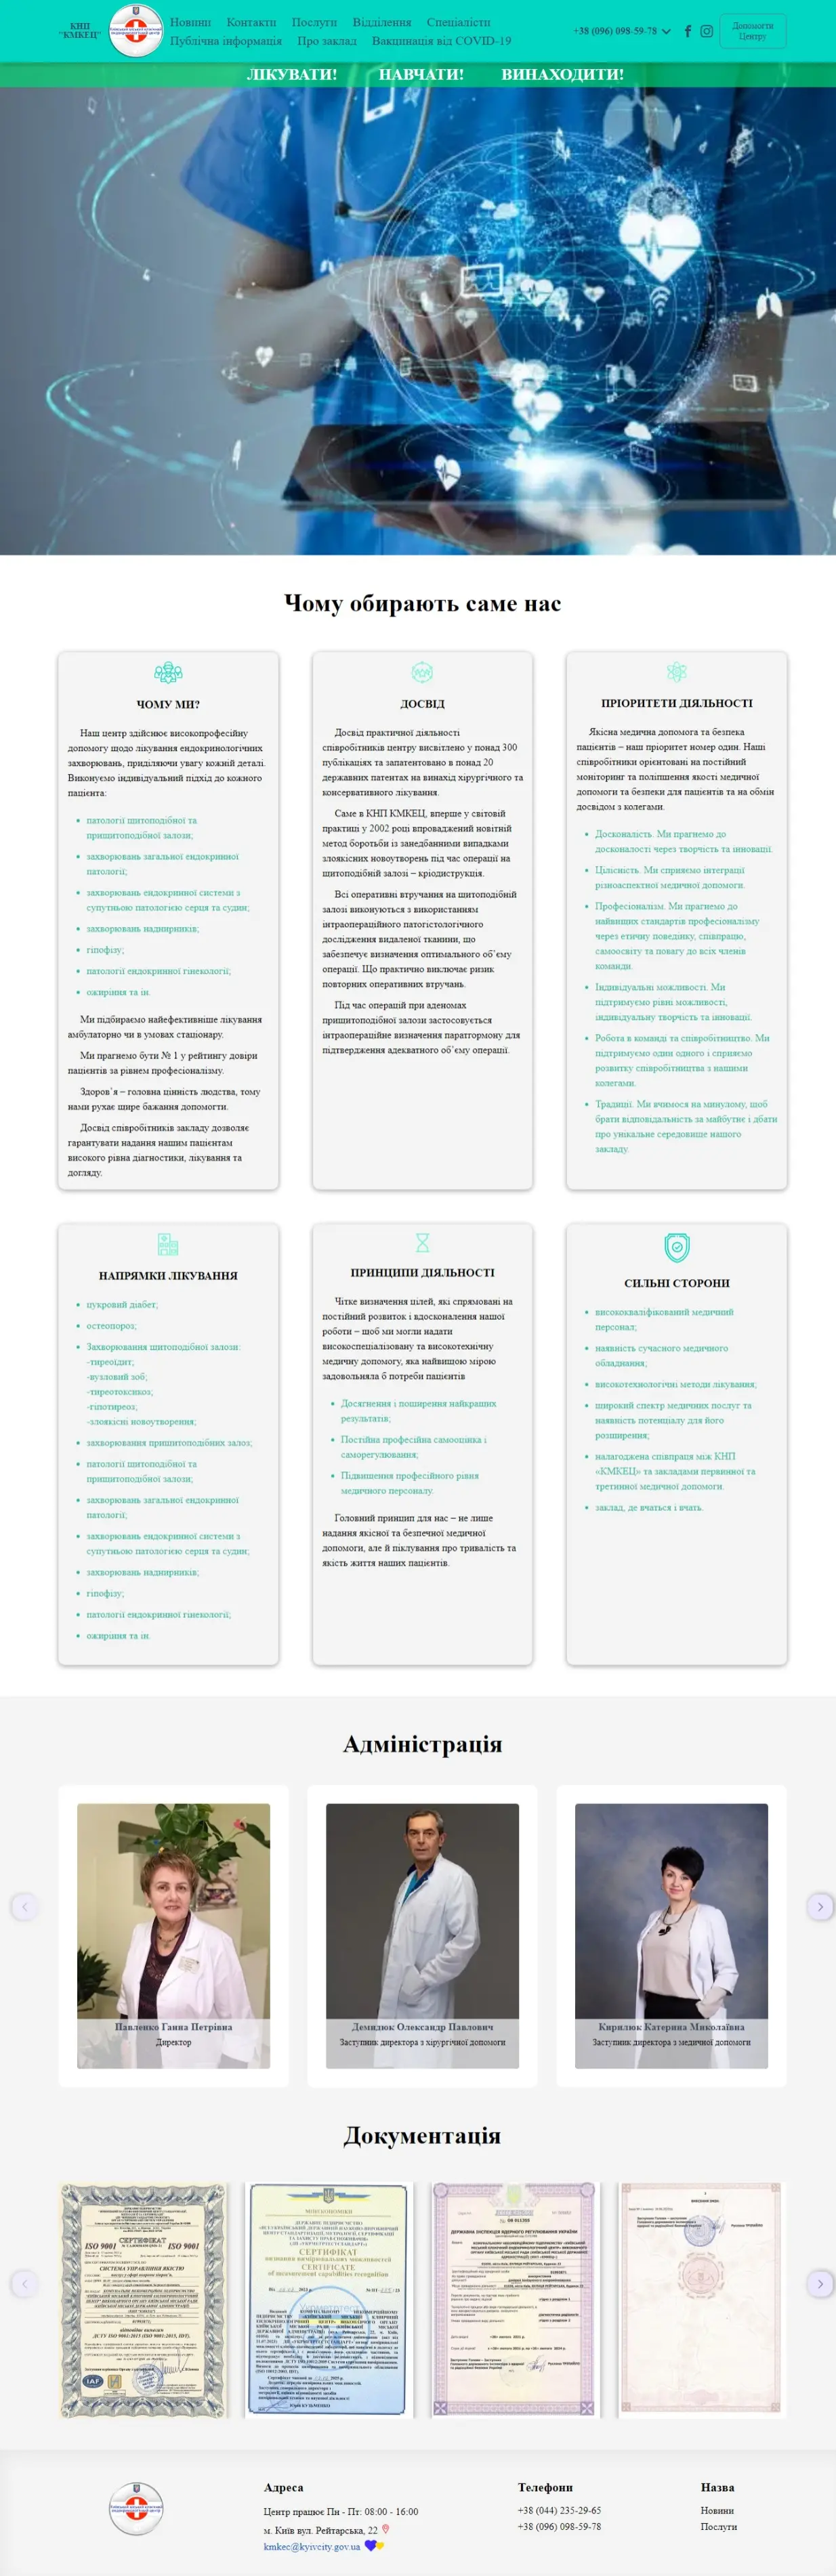 КНП
"КМКЕЦ"
Новини Контакти Послуги Відділення Спеціалісти
Публічна інформація Про заклад Вакцинація від COVID-19
+38 (096) 098-59-78
Допомогти
Центру
ЛІКУВАТИ! НАВЧАТИ! ВИНАХОДИТИ!
Чому обирають саме нас
ЧОМУ МИ?
Наш центр здійснює високопрофесійну
допомогу щодо лікування ендокринологічних
захворювань, приділяючи увагу кожній деталі.
Виконуємо індивідуальний підхід до кожного
пацієнта:
патології щитоподібної та
прищитоподібної залози;
захворювань загальної ендокринної
патології;
захворювань ендокринної системи з
супутньою патологією серця та судин;
захворювань наднирників;
гіпофізу;
патології ендокринної гінекології;
ожиріння та ін.
Ми підбираємо найефективніше лікування
амбулаторно чи в умовах стаціонару.
Ми прагнемо бути № 1 у рейтингу довіри
пацієнтів за рівнем професіоналізму.
Здоров'я – головна цінність людства, тому
нами рухає щире бажання допомогти.
Досвід співробітників закладу дозволяє
гарантувати надання нашим пацієнтам
високого рівня діагностики, лікування та
догляду.
ДОСВІД
Досвід практичної діяльності
співробітників центру висвітлено у понад 300
публікаціях та запатентовано в понад 20
державних патентах на винахід хірургічного та
консервативного лікування.
Саме в КНП КМКЕЦ, вперше у світовій
практиці у 2002 році впроваджений новітній
метод боротьби із занедбанними випадками
злоякісних новоутворень під час операції на
щитоподібній залозі – кріодиструкція.
Всі оперативні втручання на щитоподібній
залозі виконуються з використанням
інтраопераційного патогістологічного
дослідження видаленої тканини, що
забезпечує визначення оптимального об'єму
операції. Що практично виключає ризик
повторних оперативних втручань.
Під час операцій при аденомах
прищитоподібної залози застосовується
інтраопераційне визначення паратгормону для
підтвердження адекватного об'єму операції.
ПРІОРИТЕТИ ДІЯЛЬНОСТІ
Якісна медична допомога та безпека
пацієнтів – наш пріоритет номер один. Наші
співробітники орієнтовані на постійний
моніторинг та поліпшення якості медичної
допомоги та безпеки для пацієнтів та на обмін
досвідом з колегами.
Досконалість. Ми прагнемо до
досконалості через творчість та інновації.
Цілісність. Ми сприяємо інтеграції
різноаспектної медичної допомоги.
Професіоналізм. Ми прагнемо до
найвищих стандартів професіоналізму
через етичну поведінку, співпрацю,
самоосвіту та повагу до всіх членів
команди.
Індивідуальні можливості. Ми
підтримуємо рівні можливості,
індивідуальну творчість та інновації.
Робота в команді та співробітництво. Ми
підтримуємо один одного і сприяємо
розвитку співробітництва з нашими
колегами.
Традиції. Ми вчимося на минулому, щоб
брати відповідальність за майбутнє і дбати
про унікальне середовище нашого
закладу.
НАПРЯМКИ ЛІКУВАННЯ
цукровий діабет;
остеопороз;
Захворювання щитоподібної залози:
-тиреоїдит;
-вузловий зоб;
-тиреотоксикоз;
-гіпотиреоз;
-злоякісні новоутворення;
захворювання прищитоподібних залоз;
патології щитоподібної та
прищитоподібної залози;
захворювань загальної ендокринної
патології;
захворювань ендокринної системи з
супутньою патологією серця та судин;
захворювань наднирників;
гіпофізу;
патології ендокринної гінекології;
ожиріння та ін.
ПРИНЦИПИ ДІЯЛЬНОСТІ
Чітке визначення цілей, які спрямовані на
постійний розвиток і вдосконалення нашої
роботи – щоб ми могли надати
високоспеціалізовану та високотехнічну
медичну допомогу, яка найвищою мірою
задовольняла б потреби пацієнтів
Досягнення і поширення найкращих
результатів;
Постійна професійна самооцінка і
саморегулювання;
Підвищення професійного рівня
медичного персоналу.
Головний принцип для нас – не лише
надання якісної та безпечної медичної
допомоги, але й піклування про тривалість та
якість життя наших пацієнтів.
СИЛЬНІ СТОРОНИ
висококваліфікований медичний
персонал;
наявність сучасного медичного
обладнання;
високотехнологічні методи лікування;
широкий спектр медичних послуг та
наявність потенціалу для його
розширення;
налагоджена співпраця між КНП
«КМКЕЦ» та закладами первинної та
третинної медичної допомоги.
заклад, де вчаться і вчать.
Адміністрація
Павленко Ганна Петрівна
Директор
Демидюк Олександр Павлович
Заступник директора з хірургічної допомоги
Кирилюк Катерина Миколаївна
Заступник директора з медичної допомоги
Документація
СЕРТИФІКАТ
ISO 9001 ISO 9001
СИСТЕМА УПРАВЛІННЯ ЯКІСТЮ
IAF
СЕРТИФІКАТ
CERTIFICATE
of measurement capabilities recognition
ДЕРЖАВНА ІНСПЕКЦІЯ ЯДЕРНОГО РЕГУЛЮВАННЯ УКРАЇНИ
Адреса
Центр працює Пн - Пт: 08:00 - 16:00
м. Київ вул. Рейтарська, 22
kmkec@kyivcity.gov.ua
Телефони
+38 (044) 235-29-65
+38 (096) 098-59-78
Назва
Новини
Послуги